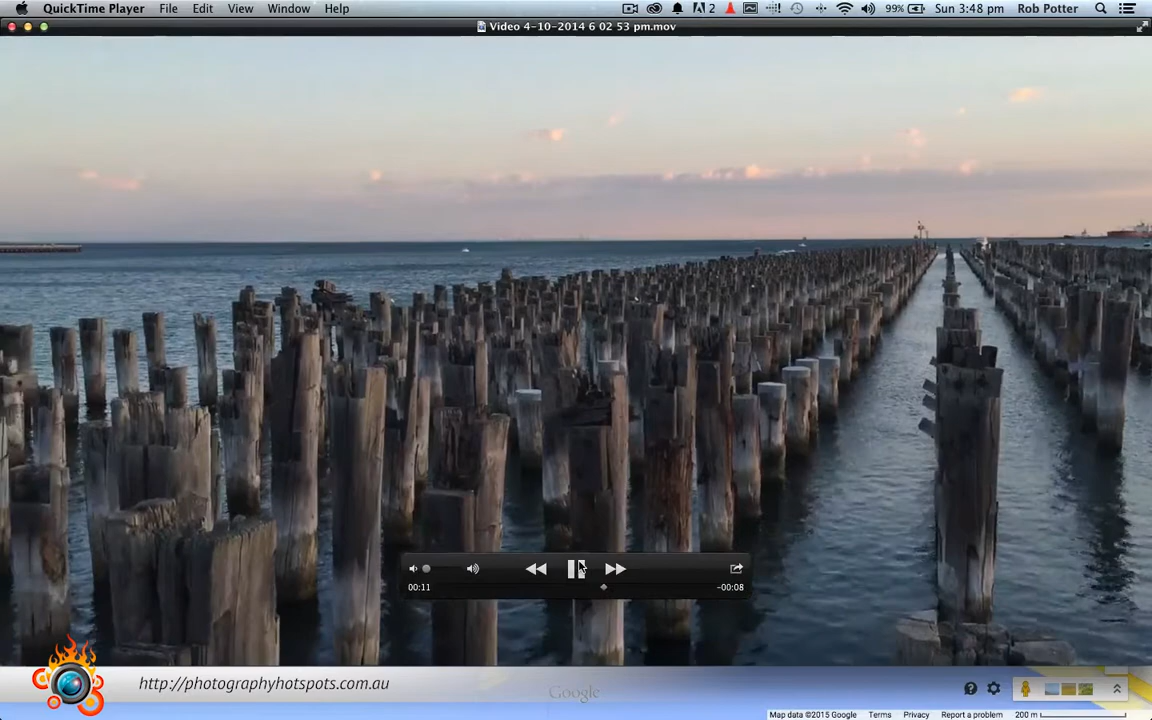 QuickTime Player File Edit View Window Help 2 99% Sun 3:48 pm Rob Potter
Video 4-10-2014 6 02 53 pm.mov
00:11 -00:08
http://photographyhotspots.com.au
Google
Map data ©2015 Google Terms Privacy Report a problem 200 m